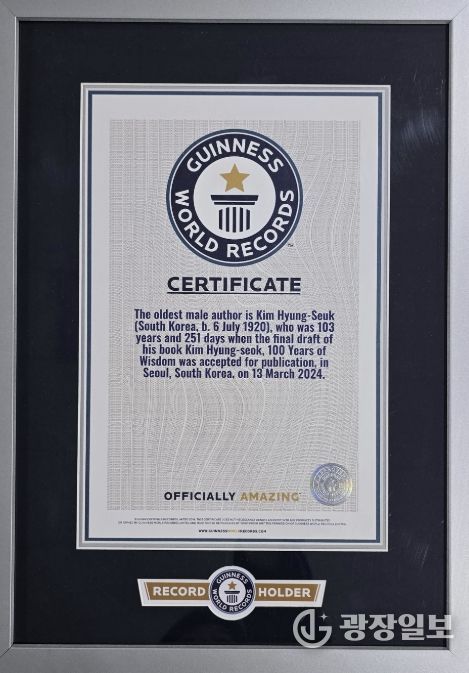 GUINNESS
WORLD RECORDS
CERTIFICATE
The oldest male author is Kim Hyung-Seuk
(South Korea, b. 6 July 1920), who was 103
years and 251 days when the final draft of
his book Kim Hyung-seok, 100 Years of
Wisdom was accepted for publication, in
Seoul, South Korea, on 13 March 2024.
OFFICIALLY AMAZING
WWW.GUINNESSWORLDRECORDS.COM
RECORD
GUINNESS
WORLD RECORDS
HOLDER
광장일보